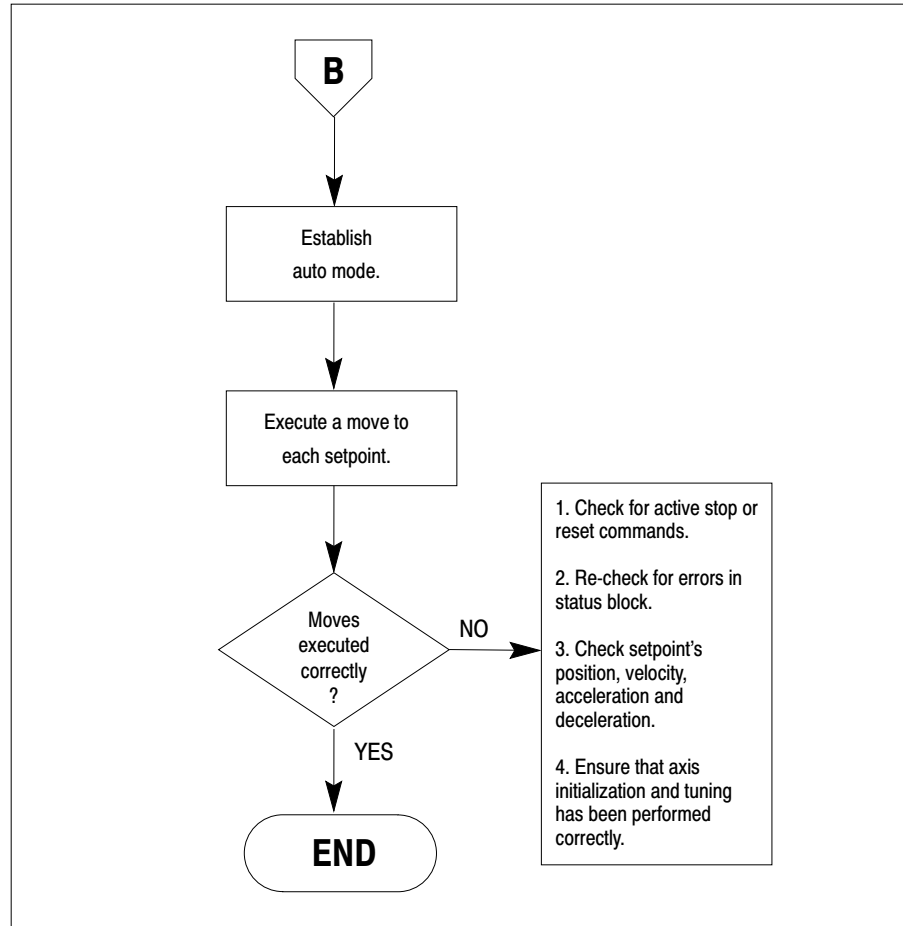 B
Establish
auto mode.
Execute a move to
each setpoint.
Moves
executed
correctly
?
NO
YES
END
1. Check for active stop or
reset commands.
2. Re-check for errors in
status block.
3. Check setpoint's
position, velocity,
acceleration and
deceleration.
4. Ensure that axis
initialization and tuning
has been performed
correctly.